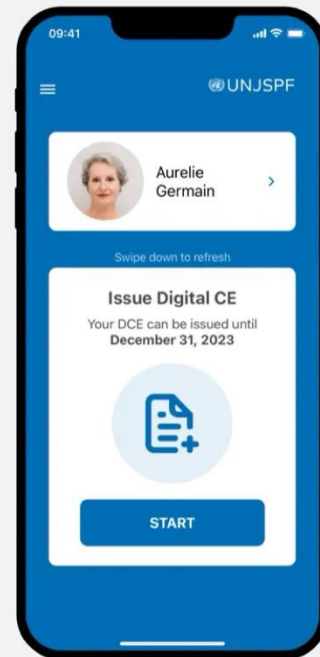 09:41
UNJSPF
Aurelie
Germain
Swipe down to refresh
Issue Digital CE
Your DCE can be issued until
December 31, 2023
START